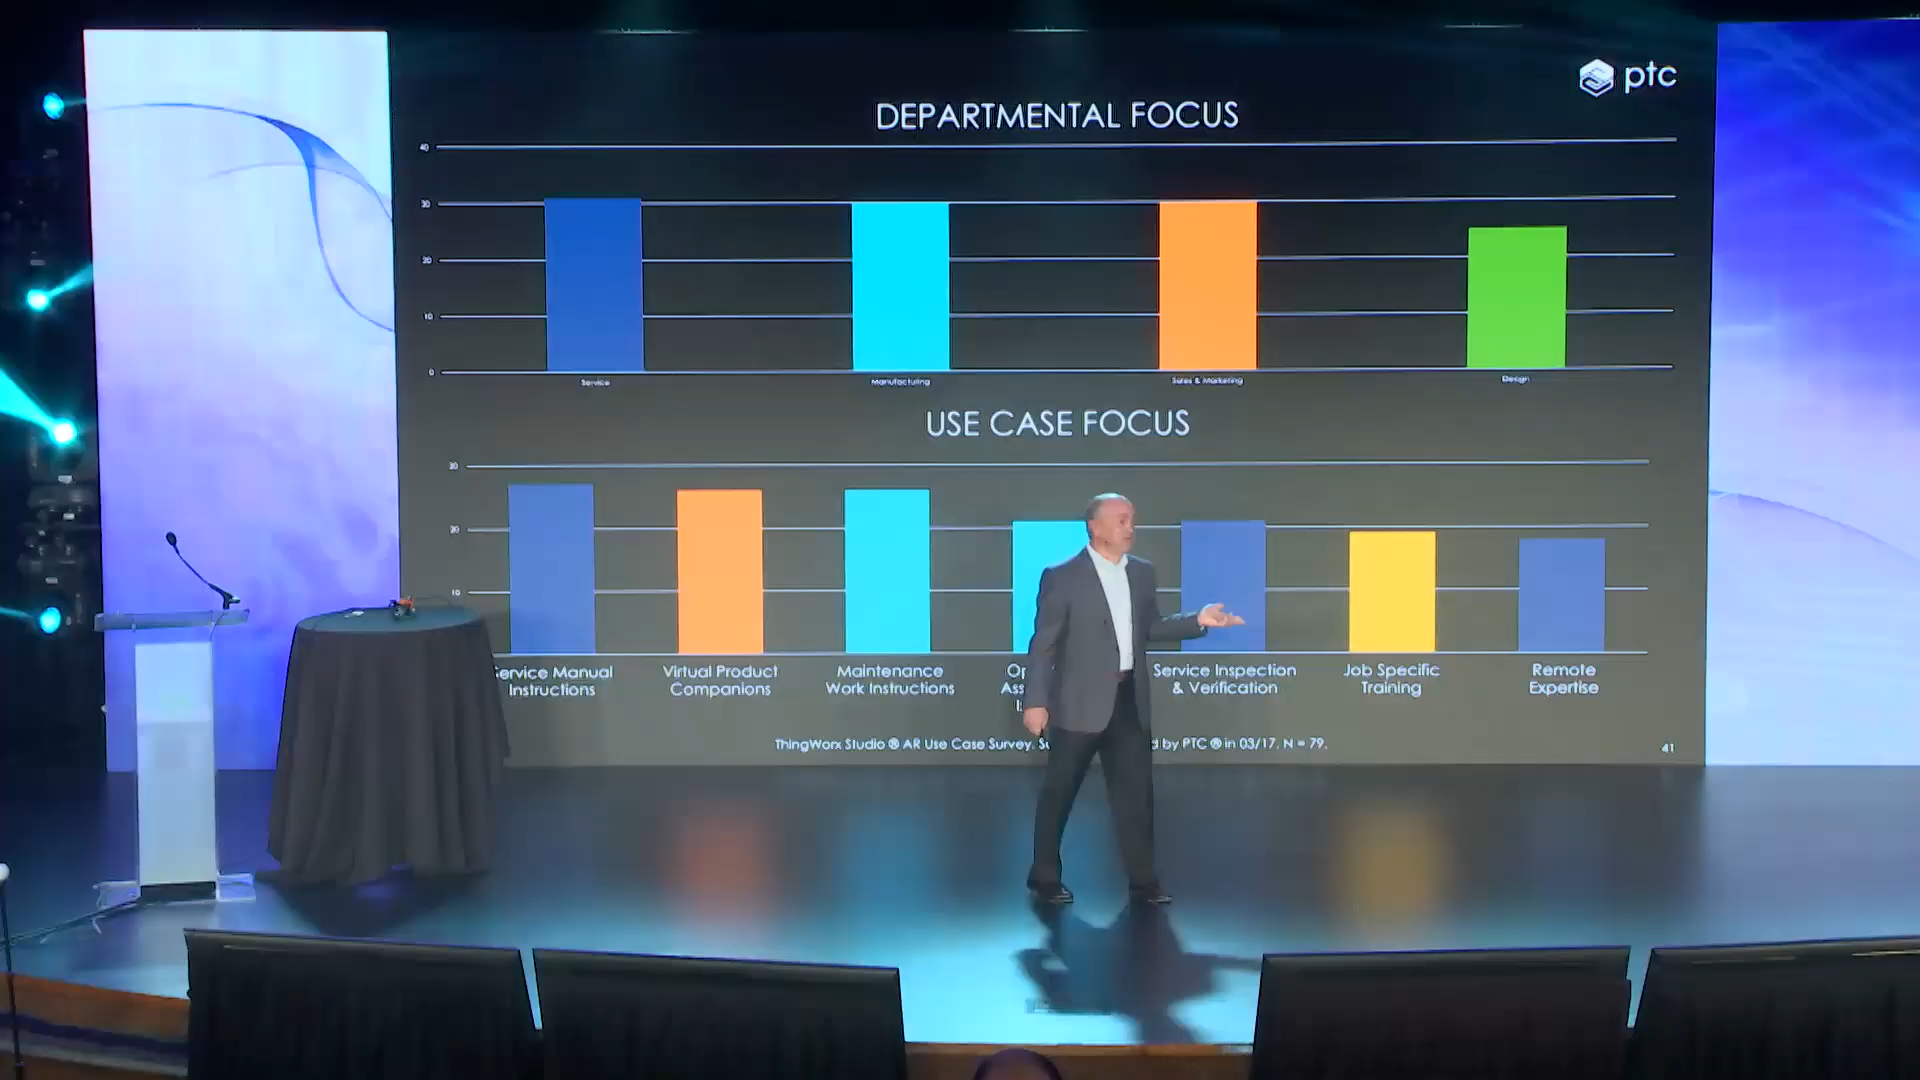 ptc
DEPARTMENTAL FOCUS
40
30
20
10
0
Service
Manufacturing
Sales & Marketing
Design
USE CASE FOCUS
30
20
10
Service Manual
Instructions
Virtual Product
Companions
Maintenance
Work Instructions
Service Inspection
& Verification
Job Specific
Training
Remote
Expertise
ThingWorx Studio ® AR Use Case Survey. by PTC ® in 03/17. N = 79.
41